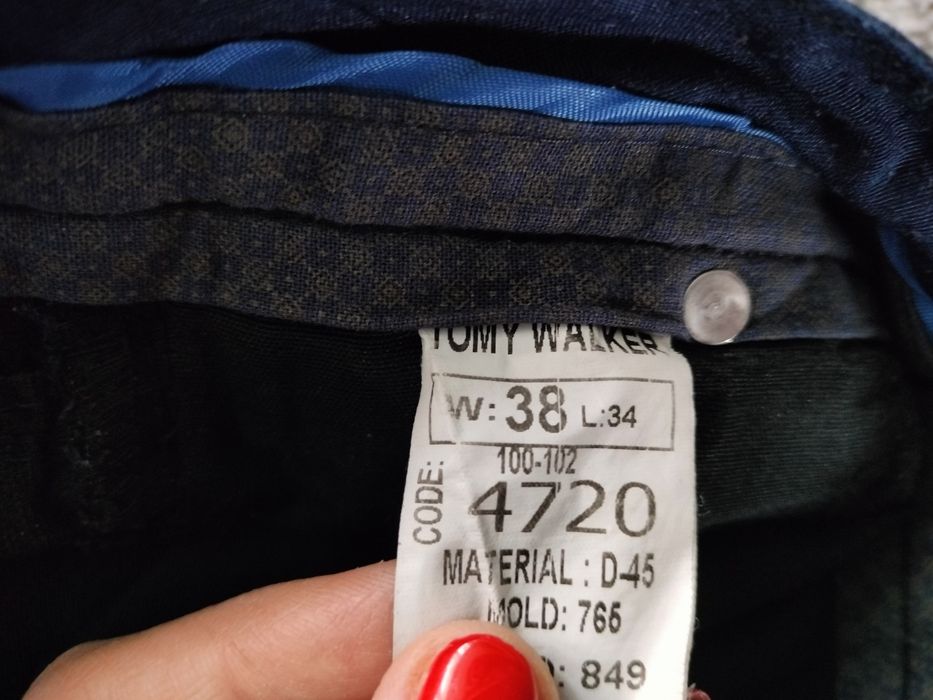 TOMY WALKER
W: 38 L:34
100-102
CODE: 4720
MATERIAL : D-45
MOLD: 765
: 849